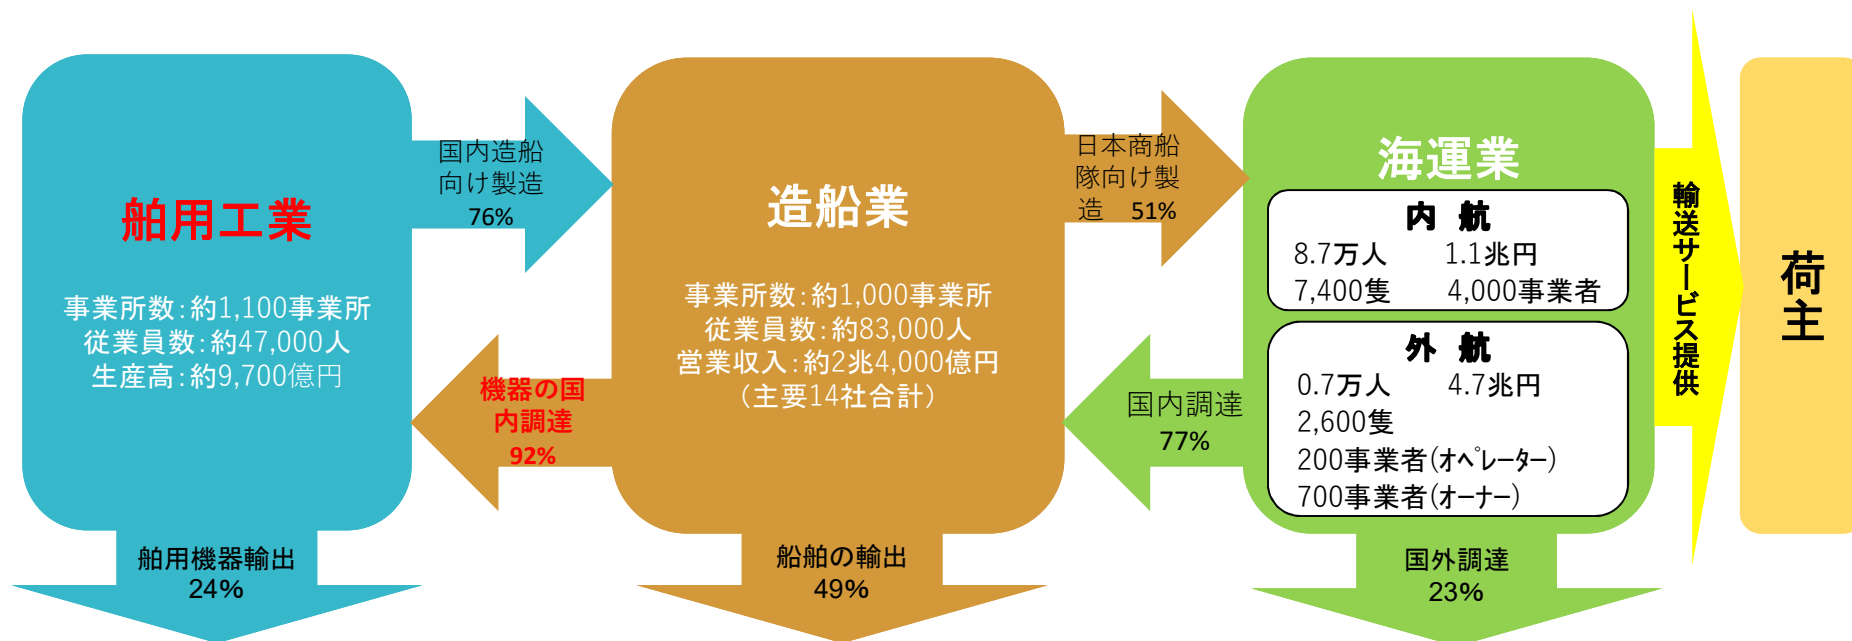 舶用工業
事業所数：約1,100事業所
従業員数：約47,000人
生産高：約9,700億円
国内造船
向け製造
76%
機器の国
内調達
92%
舶用機器輸出
24%
造船業
事業所数：約1,000事業所
従業員数：約83,000人
営業収入：約2兆4,000億円
（主要14社合計）
日本商船
隊向け製
造 51%
国内調達
77%
船舶の輸出
49%
海運業
内 航
8.7万人 1.1兆円
7,400隻 4,000事業者
外 航
0.7万人 4.7兆円
2,600隻
200事業者(オペレーター)
700事業者(オーナー)
国外調達
23%
輸送サービス提供
荷主